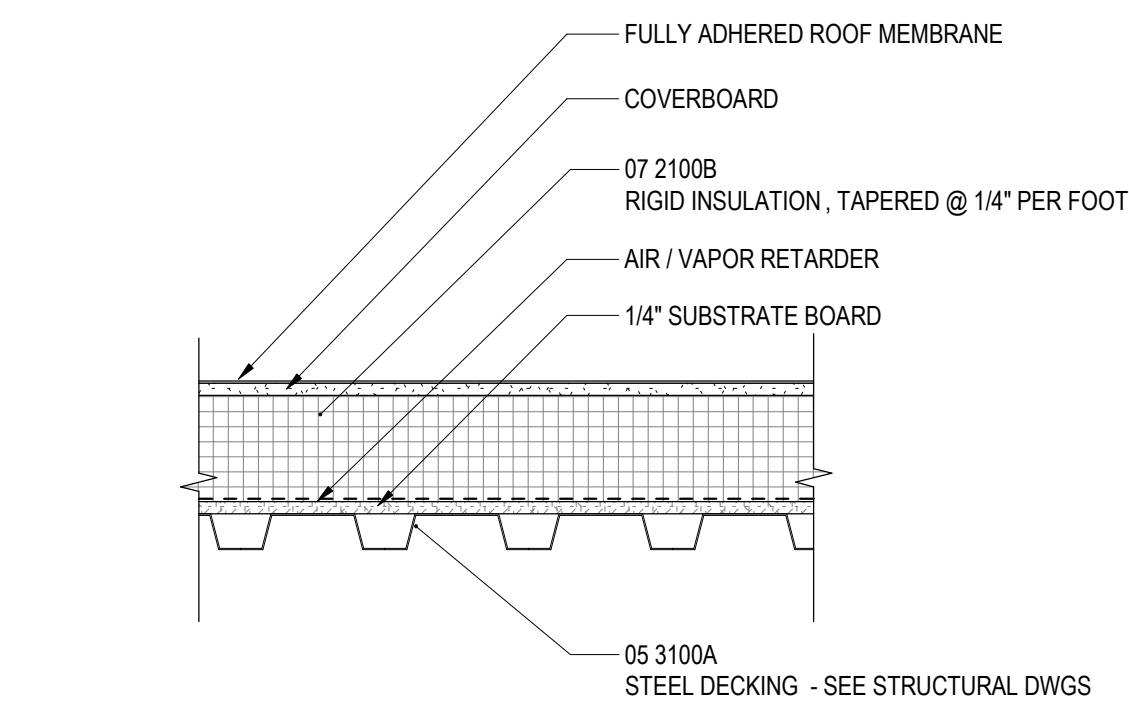 FULLY ADHERED ROOF MEMBRANE
COVERBOARD
07 2100B
RIGID INSULATION , TAPERED @ 1/4" PER FOOT
AIR / VAPOR RETARDER
1/4" SUBSTRATE BOARD
05 3100A
STEEL DECKING - SEE STRUCTURAL DWGS